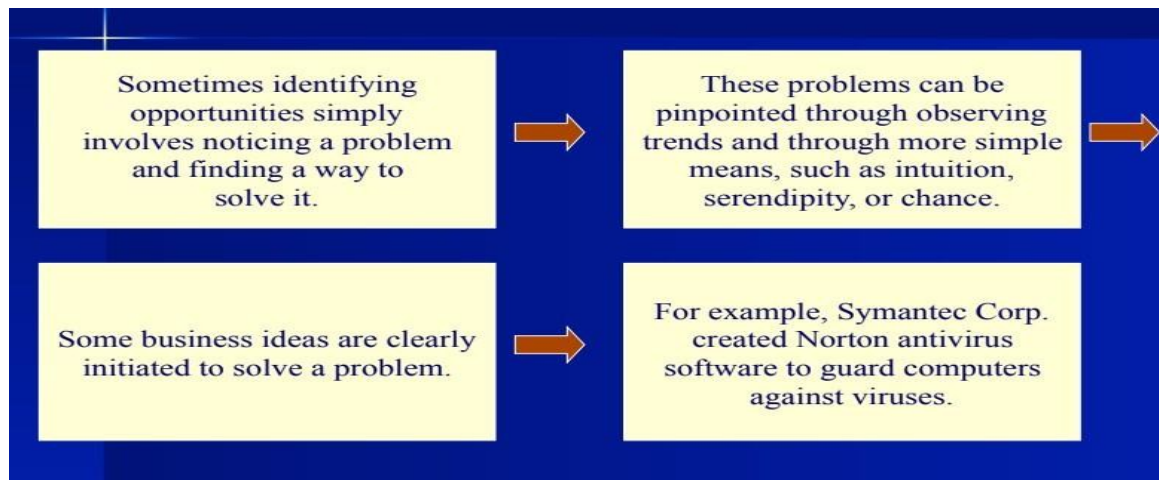 Sometimes identifying
opportunities simply
involves noticing a problem
and finding a way to
solve it.
These problems can be
pinpointed through observing
trends and through more simple
means, such as intuition,
serendipity, or chance.
Some business ideas are clearly
initiated to solve a problem.
For example, Symantec Corp.
created Norton antivirus
software to guard computers
against viruses.